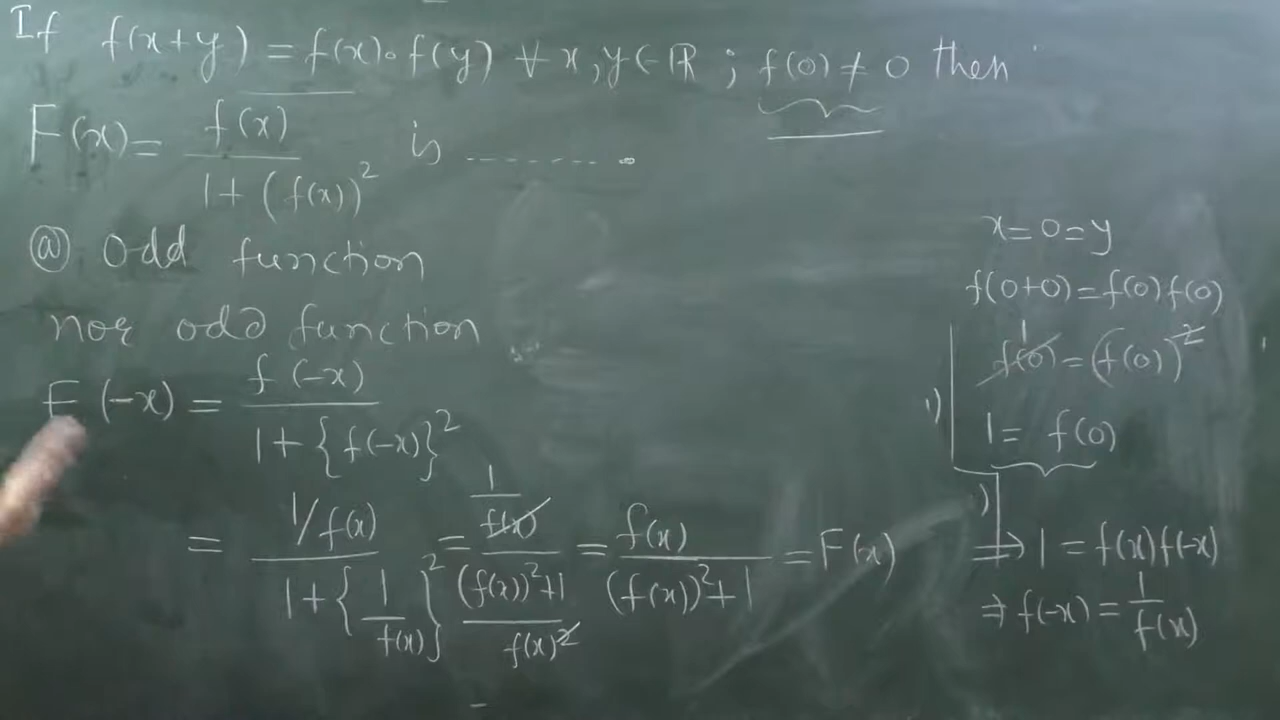 If f(x+y) = f(x)∘f(y) ∀ x,y∈ℝ ; f(0) ≠ 0 then
F(x) = f(x) / 1+(f(x))² is ........ .
ⓐ odd function
nor odd function
F(-x) = f(-x) / 1+{f(-x)}²
= 1/f(x) / 1+{1/f(x)}² = 1/f(x) / (f(x))²+1 / f(x)² = f(x) / (f(x))²+1 = F(x)
x=0=y
f(0+0)=f(0)f(0)
1
f(0)=(f(0))²
1= f(0)
⇒ 1 = f(x)f(-x)
⇒ f(-x) = 1/f(x)